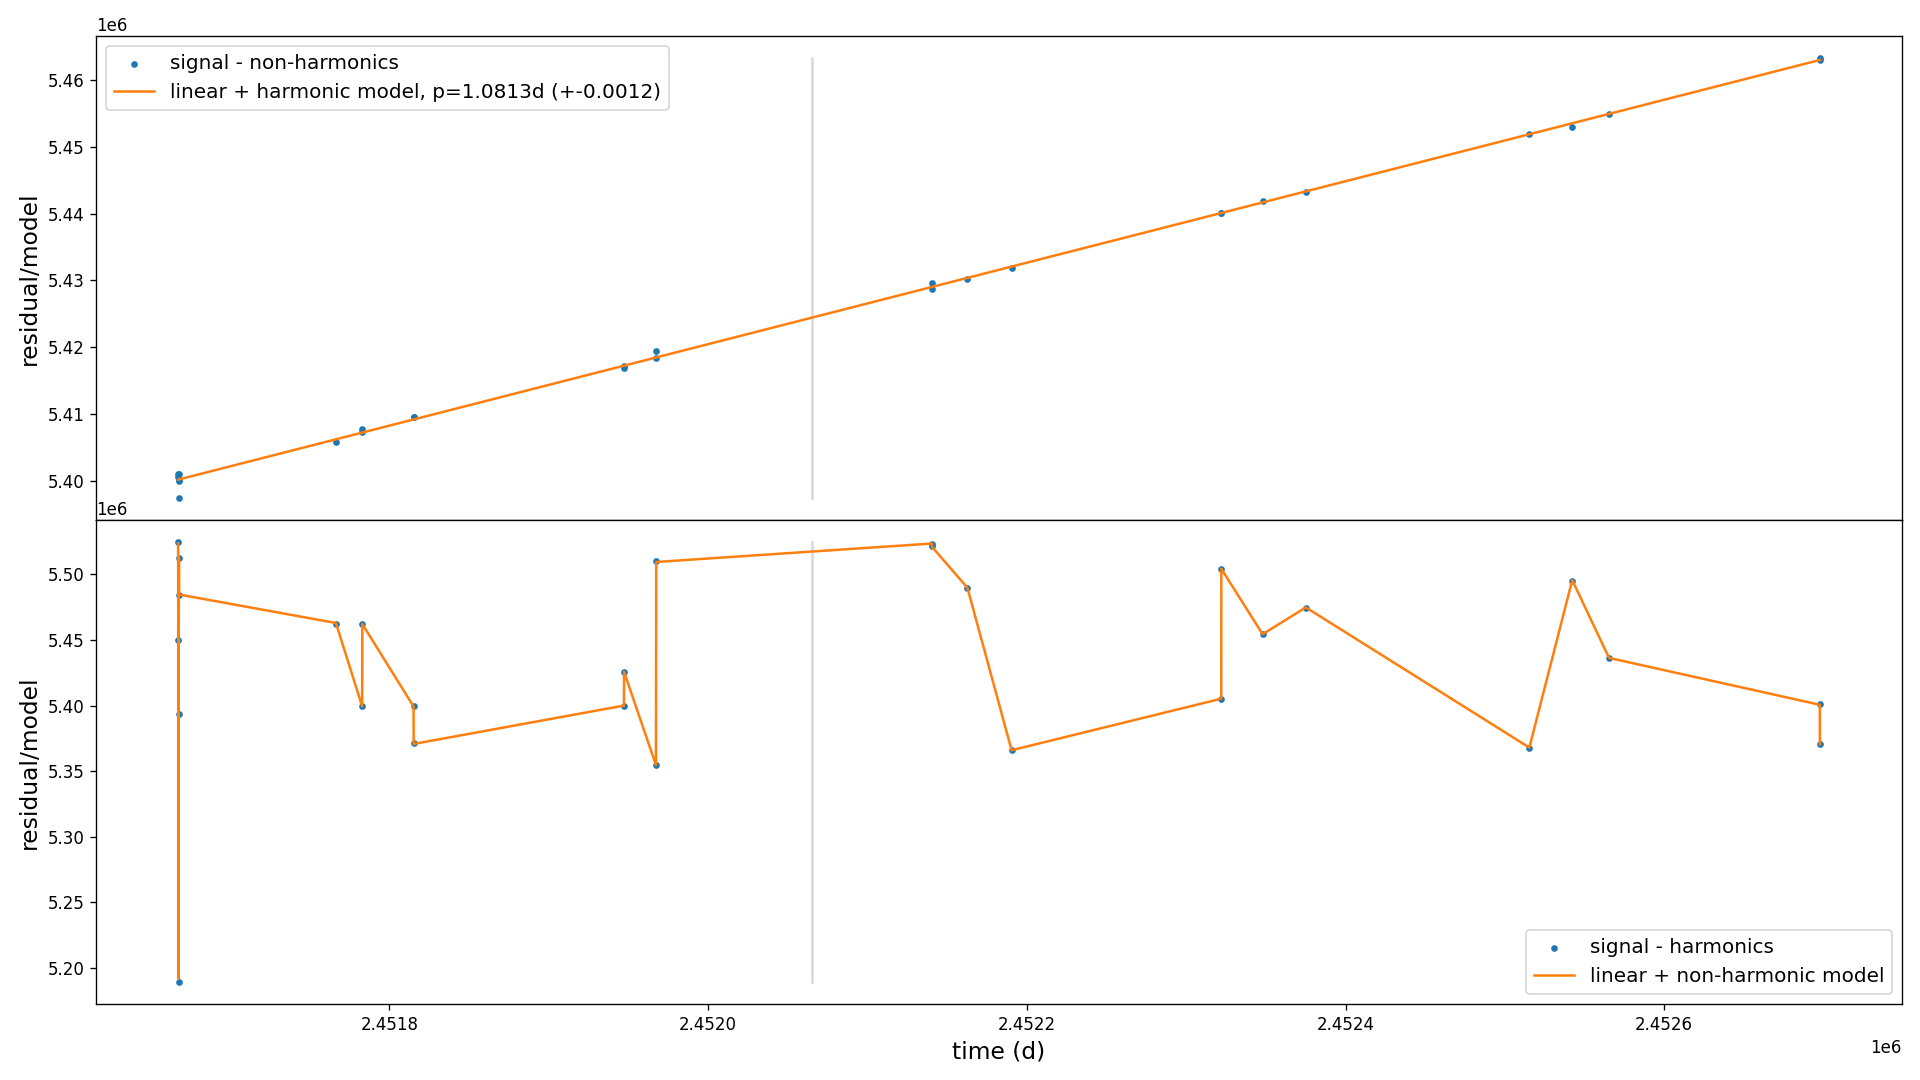 1e6
signal - non-harmonics
linear + harmonic model, p=1.0813d (+-0.0012)
5.46
5.45
5.44
5.43
5.42
5.41
5.40
residual/model
1e6
5.50
5.45
5.40
5.35
5.30
5.25
5.20
residual/model
signal - harmonics
linear + non-harmonic model
2.4518 2.4520 2.4522 2.4524 2.4526
1e6
time (d)